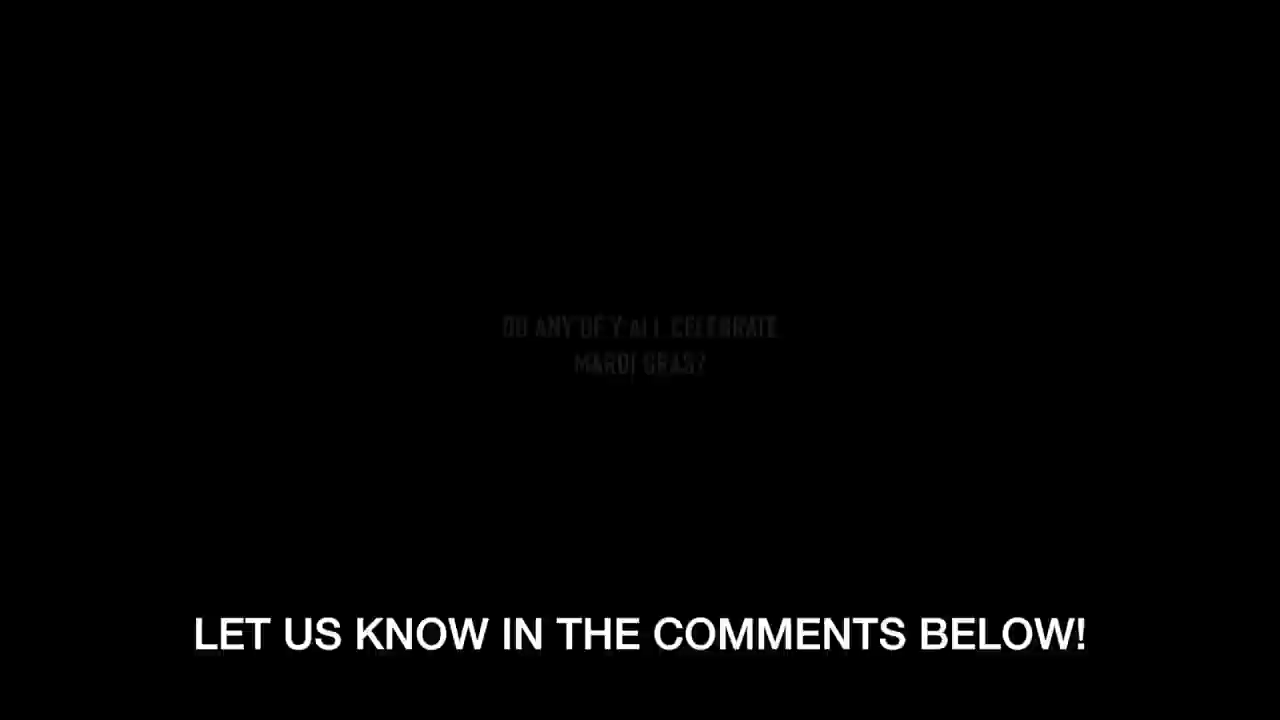 DO ANY OF Y'ALL CELEBRATE
MARDI GRAS?
LET US KNOW IN THE COMMENTS BELOW!